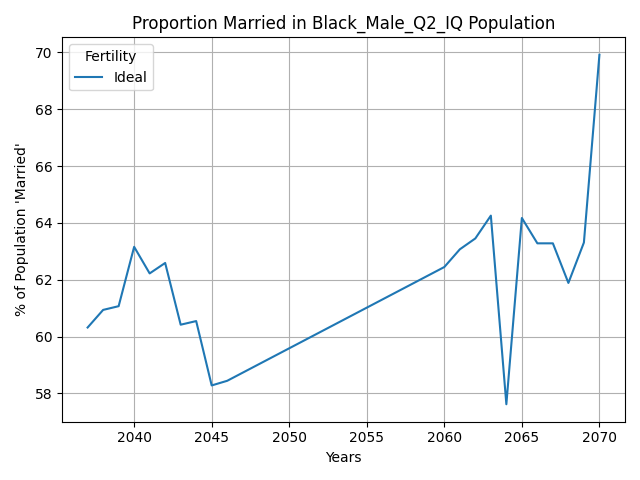 Proportion Married in Black_Male_Q2_IQ Population
Fertility
Ideal
% of Population 'Married'
70
68
66
64
62
60
58
2040 2045 2050 2055 2060 2065 2070
Years